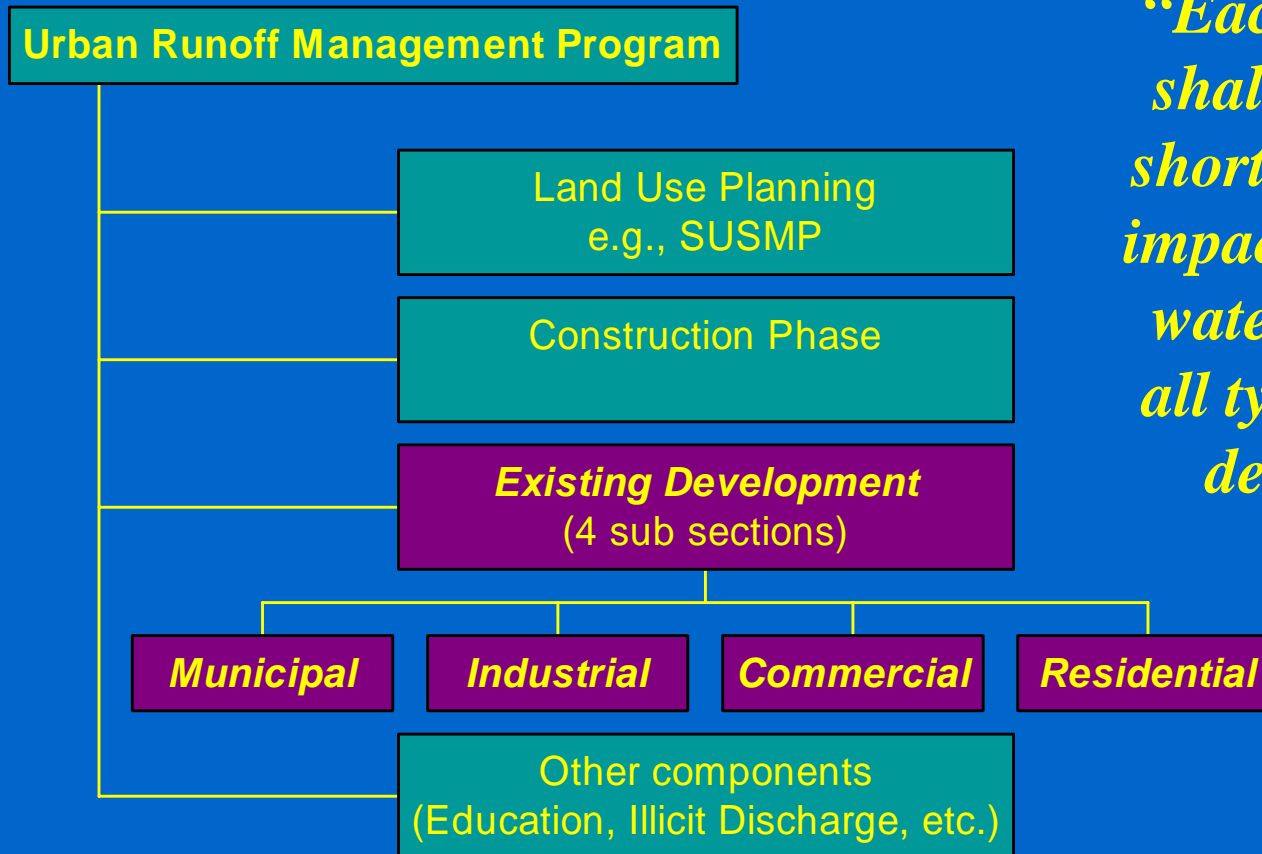 Urban Runoff Management Program
Land Use Planning
e.g., SUSMP
Construction Phase
Existing Development
(4 sub sections)
Municipal
Industrial
Commercial
Residential
Other components
(Education, Illicit Discharge, etc.)
all